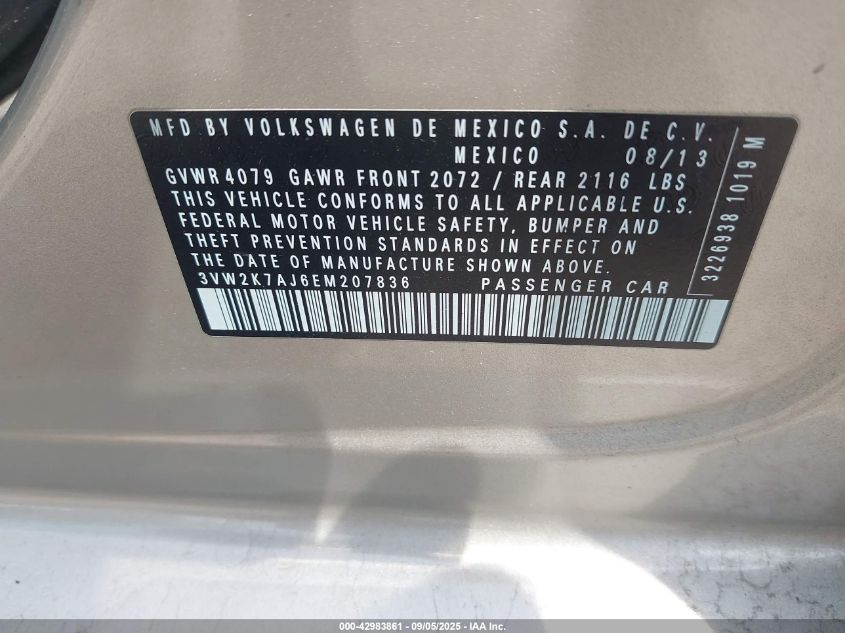 MFD BY VOLKSWAGEN DE MEXICO S.A. DE C.V.
MEXICO 08/13
GVWR 4079 GAWR FRONT 2072 / REAR 2116 LBS
THIS VEHICLE CONFORMS TO ALL APPLICABLE U.S.
FEDERAL MOTOR VEHICLE SAFETY, BUMPER AND
THEFT PREVENTION STANDARDS IN EFFECT ON
THE DATE OF MANUFACTURE SHOWN ABOVE.
3VW2K7AJ6EM207836 PASSENGER CAR
3226938 1019 M
000-42983861 - 09/05/2025 - IAA Inc.